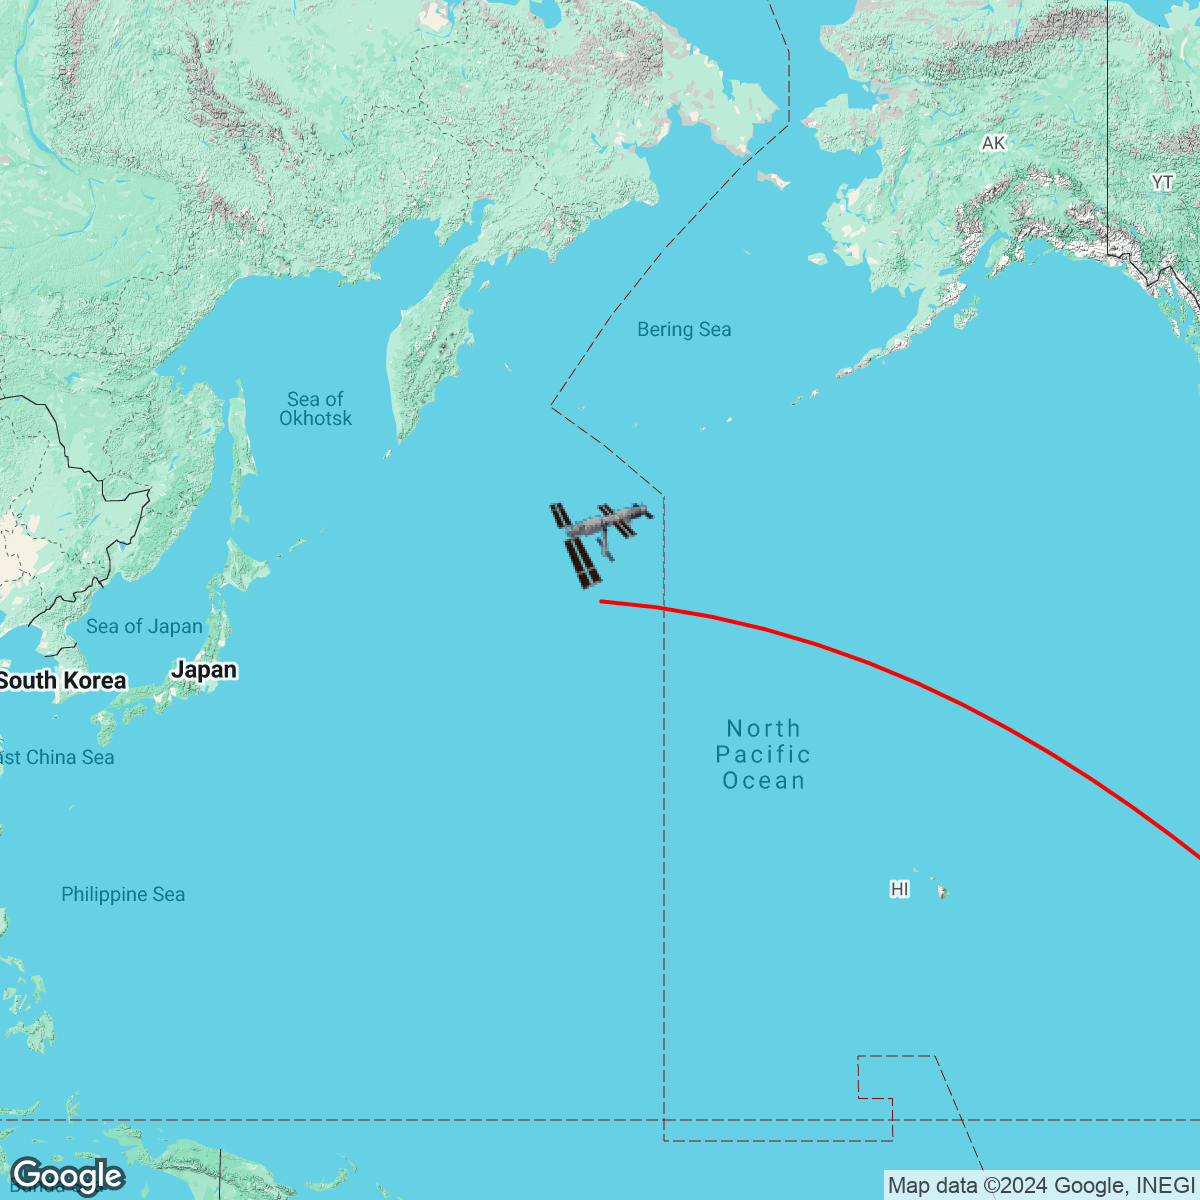 AK
YT
Bering Sea
Sea of
Okhotsk
Sea of Japan
Japan
South Korea
North
Pacific
Ocean
ast China Sea
HI
Philippine Sea
Google
Map data ©2024 Google, INEGI